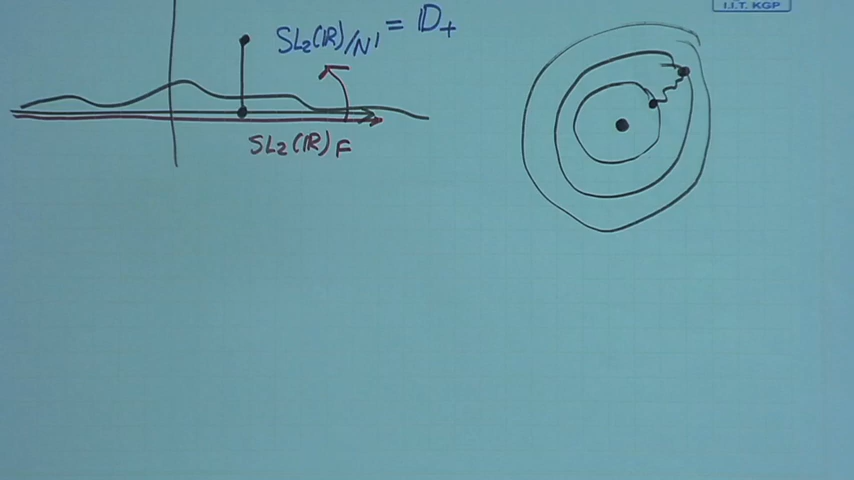 I.I.T. KGP
SL₂(ℝ)/N' = 𝔻₊
SL₂(ℝ)F